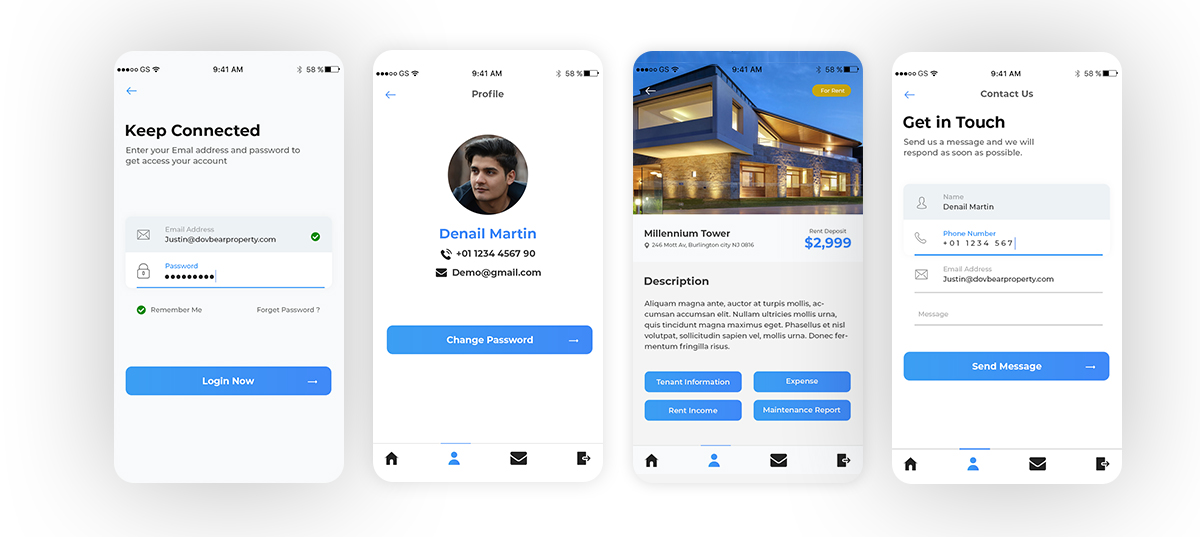 GS
9:41 AM
58 %
Keep Connected
Enter your Emal address and password to
get access your account
Email Address
Justin@dovbearproperty.com
Password
Remember Me
Forget Password ?
Login Now
GS
9:41 AM
58 %
Profile
Denail Martin
+01 1234 4567 90
Demo@gmail.com
Change Password
GS
9:41 AM
58 %
For Rent
Millennium Tower
246 Mott Av, Burlington city NJ 0816
Rent Deposit
$2,999
Description
Aliquam magna ante, auctor at turpis mollis, ac-
cumsan accumsan elit. Nullam ultricies mollis urna,
quis tincidunt magna maximus eget. Phasellus et nisl
volutpat, sollicitudin sapien vel, mollis urna. Donec fer-
mentum fringilla risus.
Tenant Information
Expense
Rent Income
Maintenance Report
GS
9:41 AM
58 %
Contact Us
Get in Touch
Send us a message and we will
respond as soon as possible.
Name
Denail Martin
Phone Number
+01 1234 567
Email Address
Justin@dovbearproperty.com
Message
Send Message